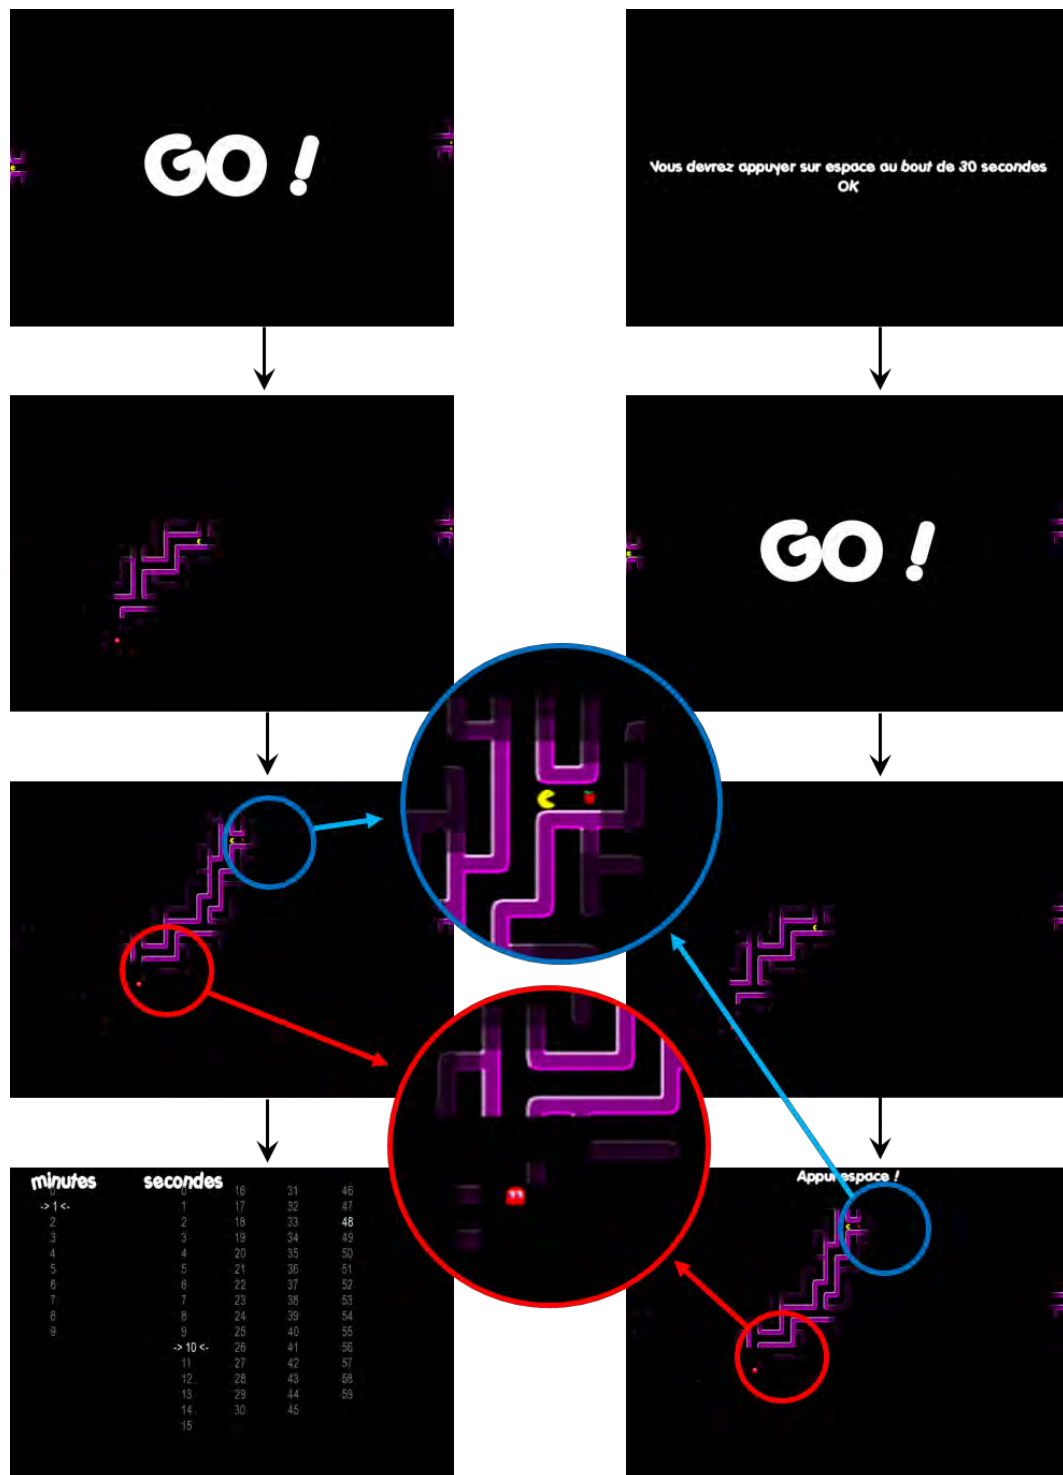 GO !
Vous devrez appuyer sur espace au bout de 30 secondes
OK
GO !
minutes secondes
0 0 16 31 46
-> 1 <- 1 17 32 47
2 2 18 33 48
3 3 19 34 49
4 4 20 35 50
5 5 21 36 51
6 6 22 37 52
7 7 23 38 53
8 8 24 39 54
9 9 25 40 55
-> 10 <- 26 41 56
11 27 42 57
12 28 43 58
13 29 44 59
14 30 45
15
espace !